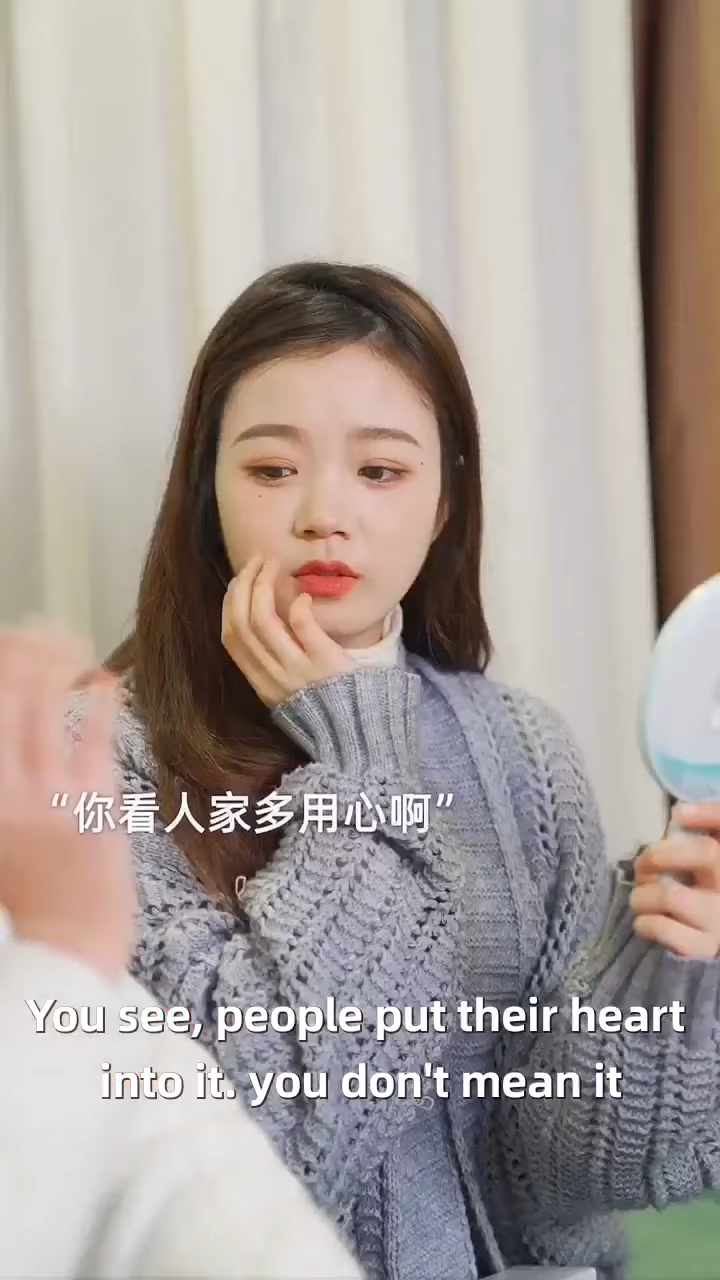 “你看人家多用心啊”
You see, people put their heart
into it. you don't mean it